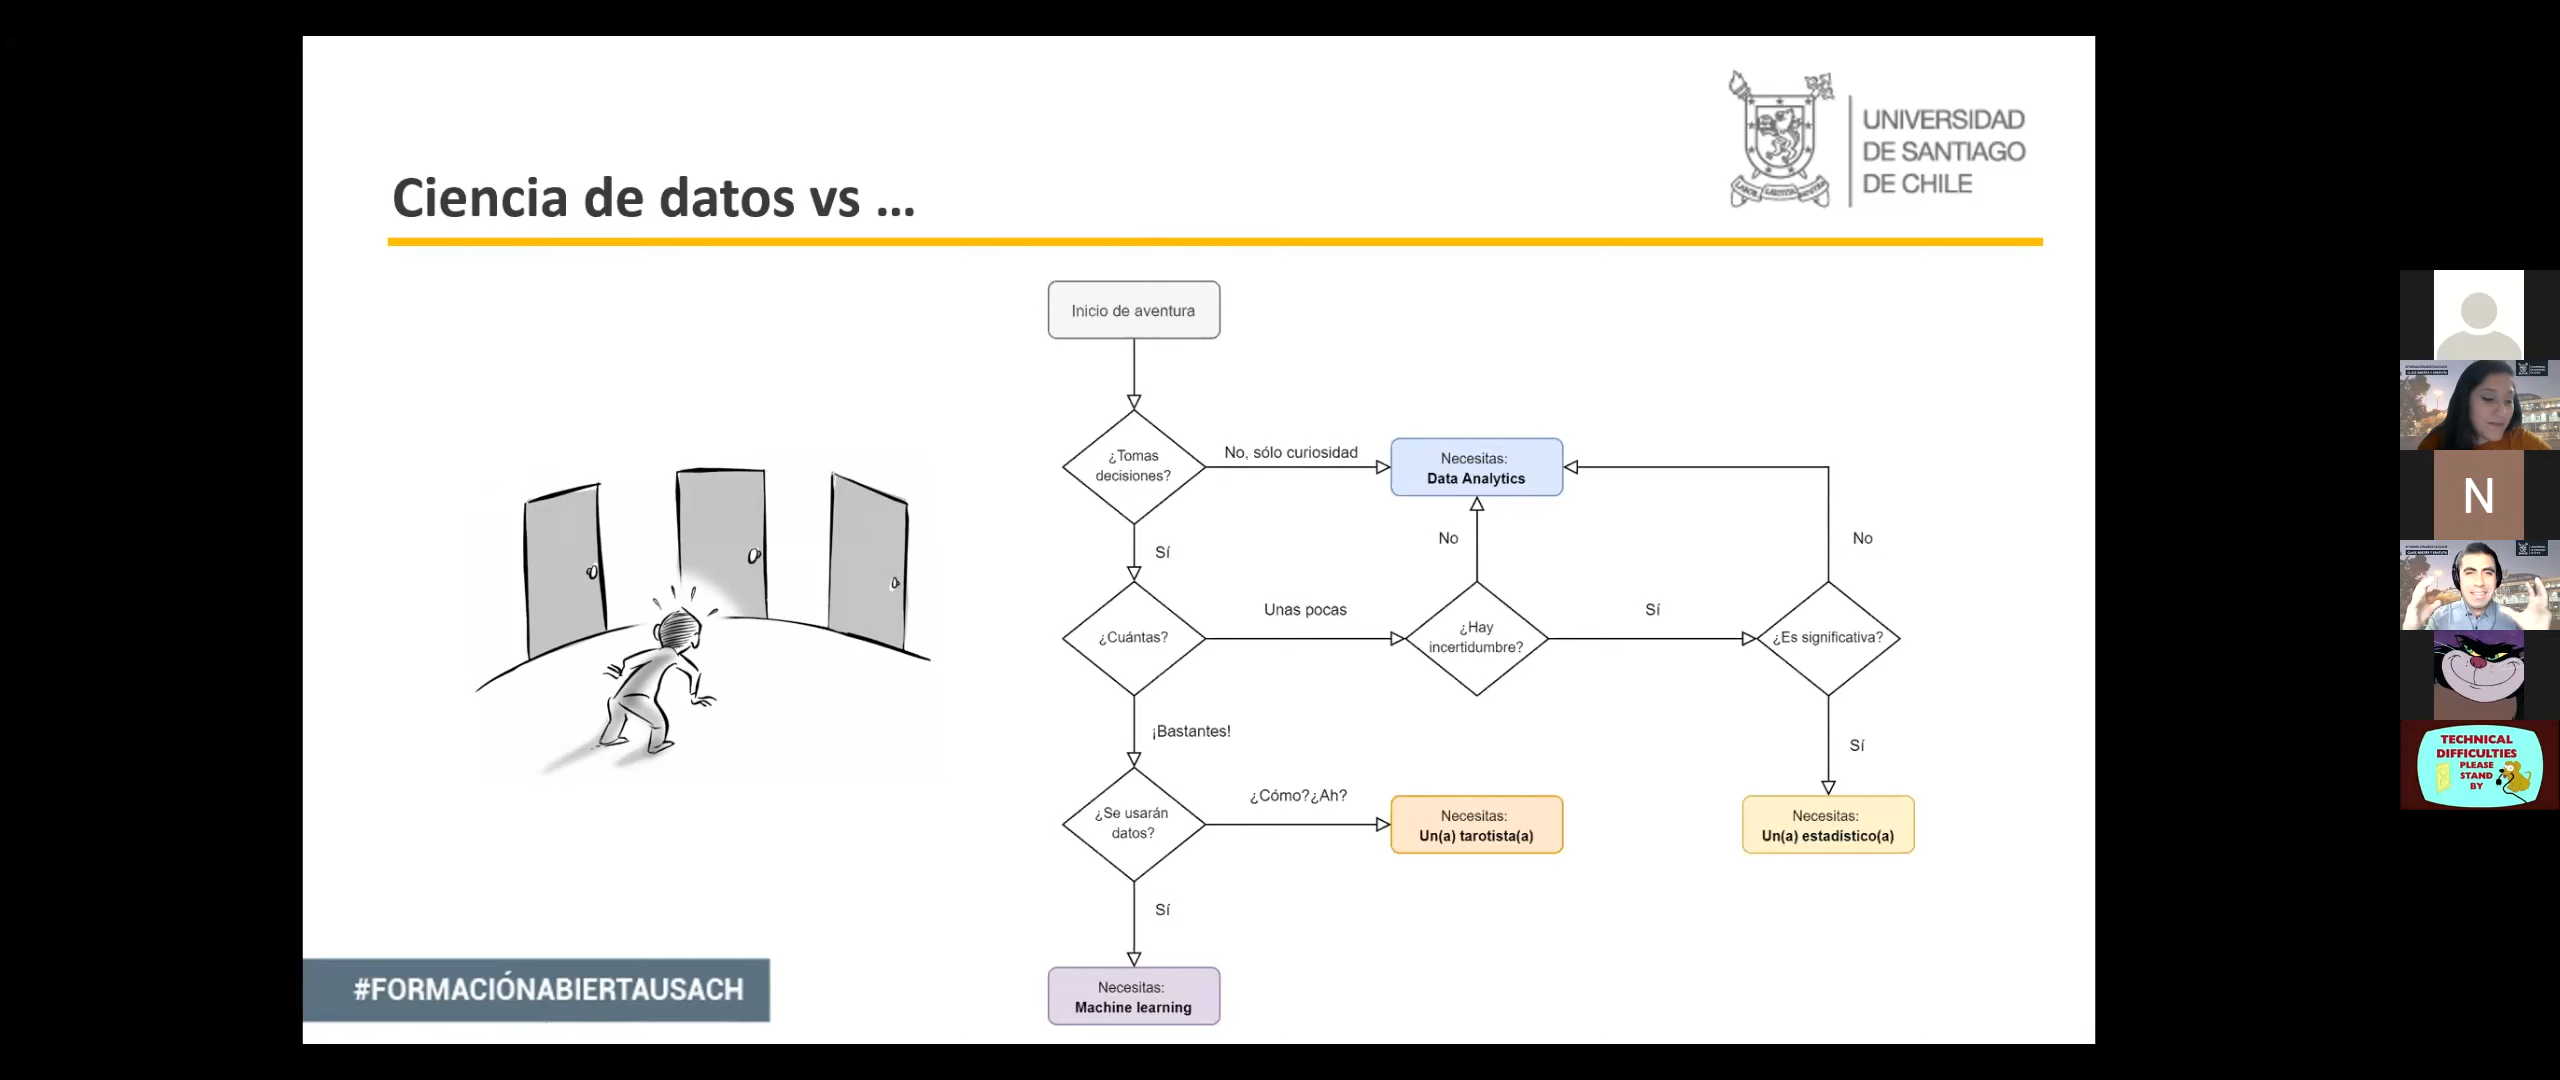 UNIVERSIDAD
DE SANTIAGO
DE CHILE
Ciencia de datos vs ...
Inicio de aventura
¿Tomas
decisiones?
No, sólo curiosidad
Necesitas:
Data Analytics
Sí
No
No
¿Cuántas?
Unas pocas
¿Hay
incertidumbre?
Sí
¿Es significativa?
¡Bastantes!
Sí
¿Se usarán
datos?
¿Cómo?¿Ah?
Necesitas:
Un(a) tarotista(a)
Necesitas:
Un(a) estadístico(a)
Sí
Necesitas:
Machine learning
#FORMACIÓNABIERTAUSACH
N
TECHNICAL
DIFFICULTIES
PLEASE
STAND
BY